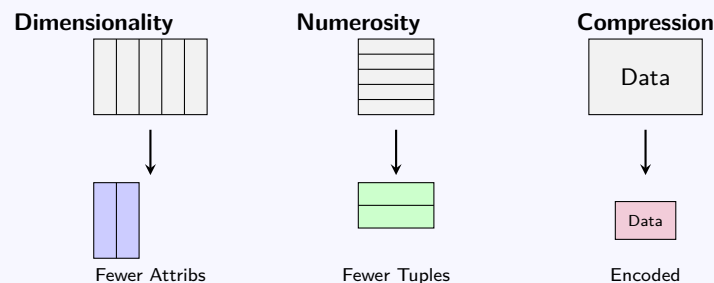 Dimensionality
Numerosity
Compression
Data
Data
Fewer Attribs
Fewer Tuples
Encoded